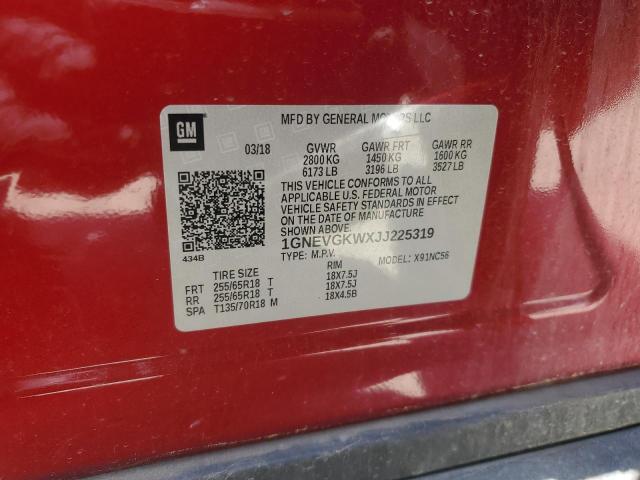 GM
MFD BY GENERAL MOTORS LLC
03/18 GVWR GAWR FRT GAWR RR
2800 KG 1450 KG 1600 KG
6173 LB 3196 LB 3527 LB
THIS VEHICLE CONFORMS TO ALL
APPLICABLE U.S. FEDERAL MOTOR
VEHICLE SAFETY STANDARDS IN EFFECT
ON THE DATE OF MANUFACTURE SHOWN ABOVE.
1GNEVGKWXJJ225319
434B TYPE: M.P.V. MODEL: X91NC56
TIRE SIZE RIM
FRT 255/65R18 T 18X7.5J
RR 255/65R18 T 18X7.5J
SPA T135/70R18 M 18X4.5B